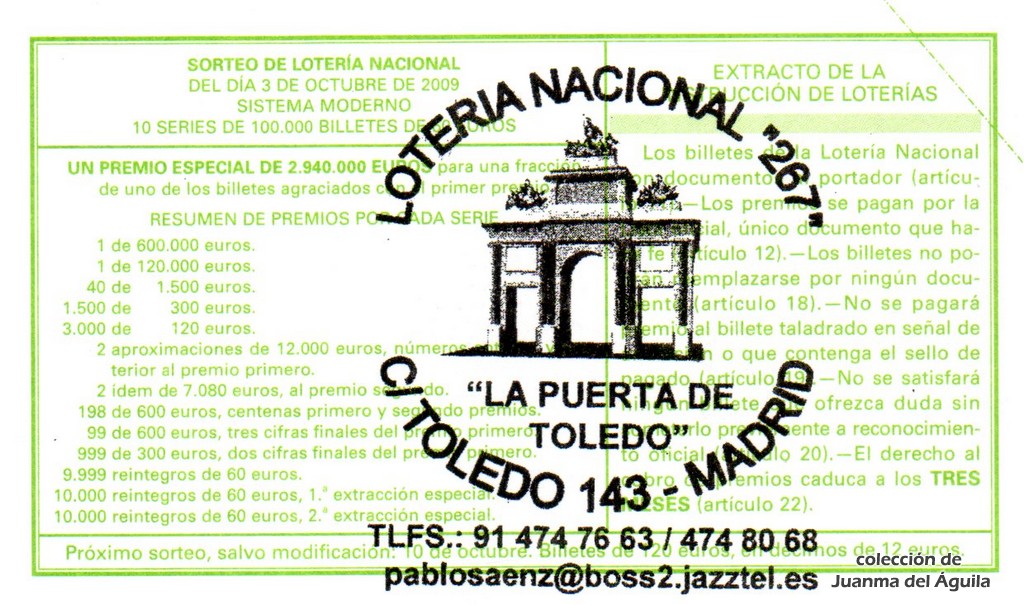 SORTEO DE LOTERÍA NACIONAL
DEL DÍA 3 DE OCTUBRE DE 2009
SISTEMA MODERNO
10 SERIES DE 100.000 BILLETES DE EUROS
UN PREMIO ESPECIAL DE 2.940.000 EUROS para una fracción
de uno de los billetes agraciados con el primer premio
RESUMEN DE PREMIOS POR CADA SERIE
1 de 600.000 euros.
1 de 120.000 euros.
40 de 1.500 euros.
1.500 de 300 euros.
3.000 de 120 euros.
2 aproximaciones de 12.000 euros, números
terior al premio primero.
2 ídem de 7.080 euros, al premio segundo.
198 de 600 euros, centenas primero y segundo premios.
99 de 600 euros, tres cifras finales del premio primero.
999 de 300 euros, dos cifras finales del premio primero.
9.999 reintegros de 60 euros.
10.000 reintegros de 60 euros, 1.ª extracción especial.
10.000 reintegros de 60 euros, 2.ª extracción especial.
EXTRACTO DE LA
INSTRUCCIÓN DE LOTERÍAS
Los billetes de la Lotería Nacional
son documentos al portador (artícu-
—Los premios se pagan por la
único documento que ha-
fe (artículo 12).—Los billetes no po-
drán reemplazarse por ningún docu-
mento (artículo 18).—No se pagará
premio al billete taladrado en señal de
o que contenga el sello de
pagado (artículo 19).—No se satisfará
ningún billete que ofrezca duda sin
someterlo previamente a reconocimien-
to oficial (artículo 20).—El derecho al
cobro de premios caduca a los TRES
MESES (artículo 22).
Próximo sorteo, salvo modificación: 10 de octubre. Billetes de 120 euros, en décimos de 12 euros.
LOTERIA NACIONAL "267"
"LA PUERTA DE
TOLEDO"
C/ TOLEDO 143 - MADRID
TLFS.: 91 474 76 63 / 474 80 68
pablosaenz@boss2.jazztel.es
colección de
Juanma del Águila